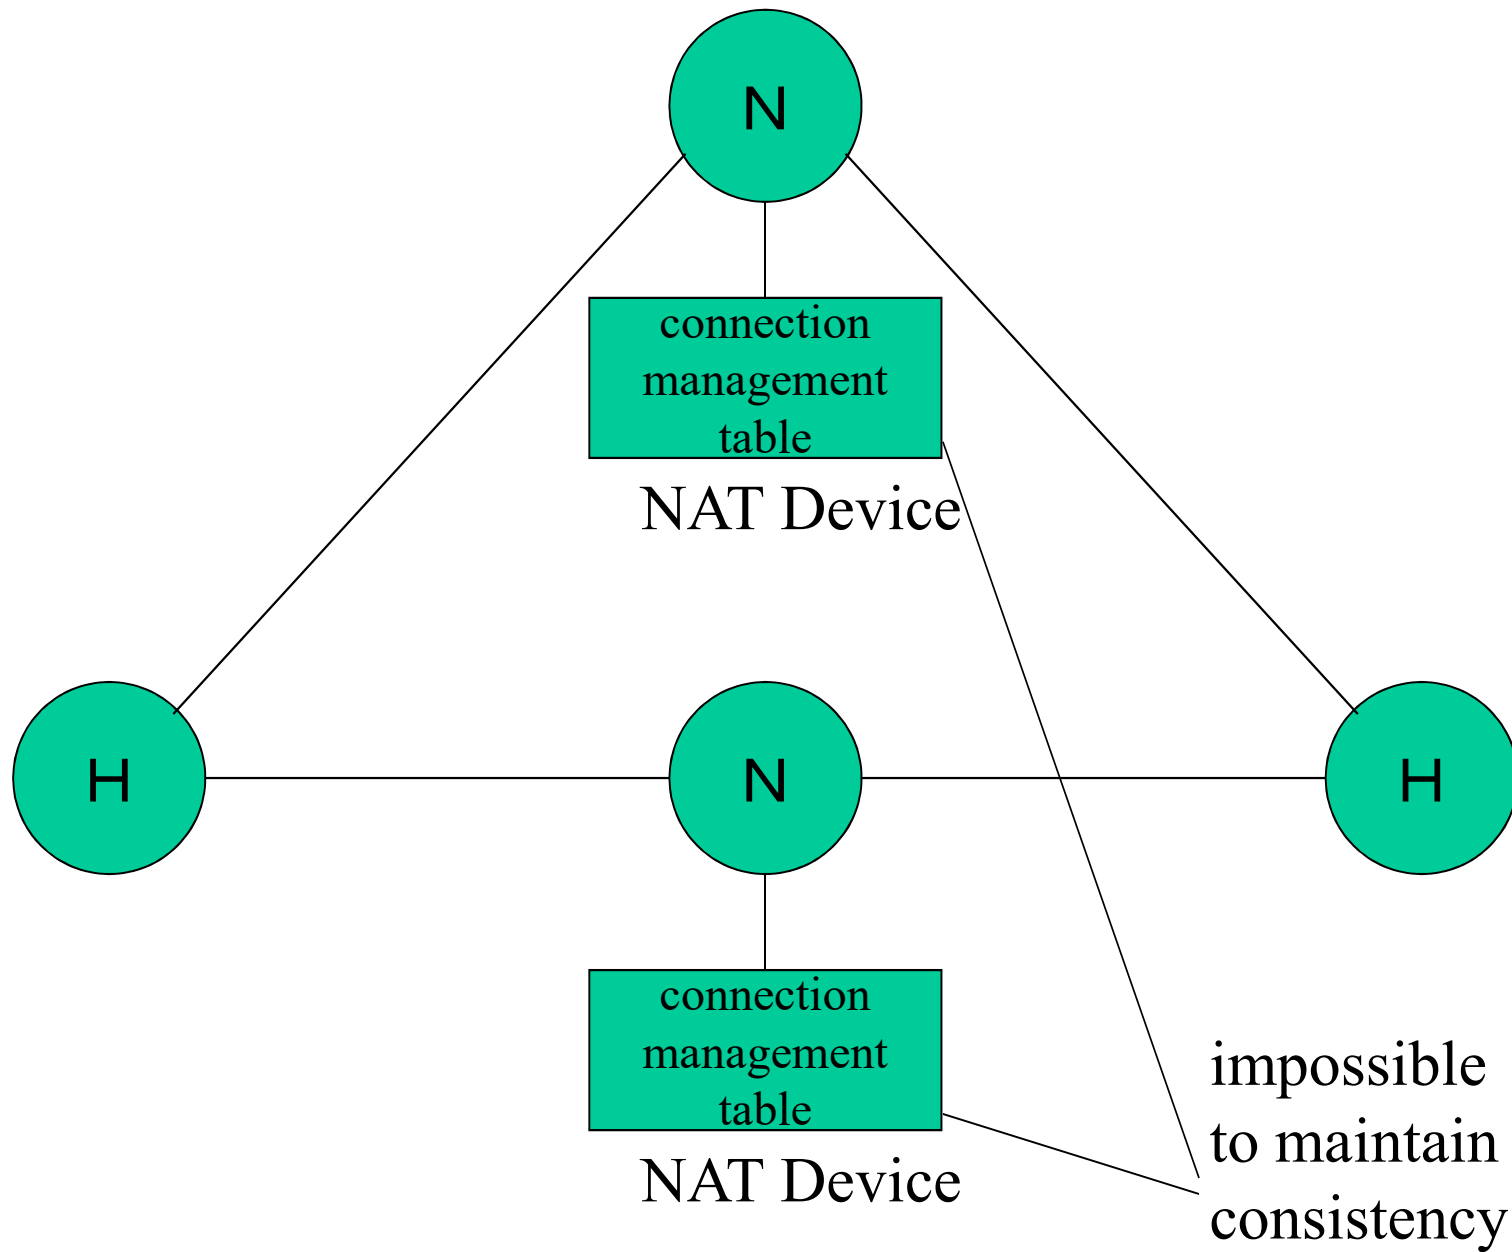 N
connection
management
table
NAT Device
H
N
H
connection
management
table
NAT Device
impossible
to maintain
consistency